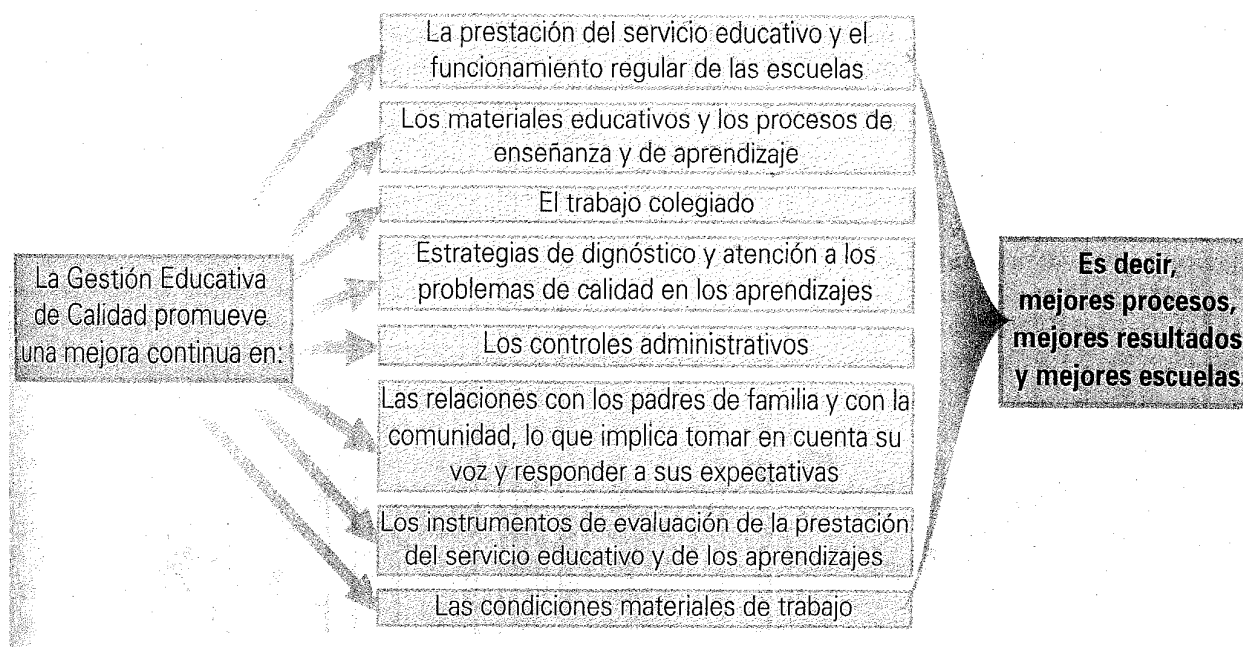 La Gestión Educativa
de Calidad promueve
una mejora continua en:
La prestación del servicio educativo y el
funcionamiento regular de las escuelas
Los materiales educativos y los procesos de
enseñanza y de aprendizaje
El trabajo colegiado
Estrategias de dignóstico y atención a los
problemas de calidad en los aprendizajes
Los controles administrativos
Las relaciones con los padres de familia y con la
comunidad, lo que implica tomar en cuenta su
voz y responder a sus expectativas
Los instrumentos de evaluación de la prestación
del servicio educativo y de los aprendizajes
Las condiciones materiales de trabajo
Es decir,
mejores procesos,
mejores resultados
y mejores escuelas.